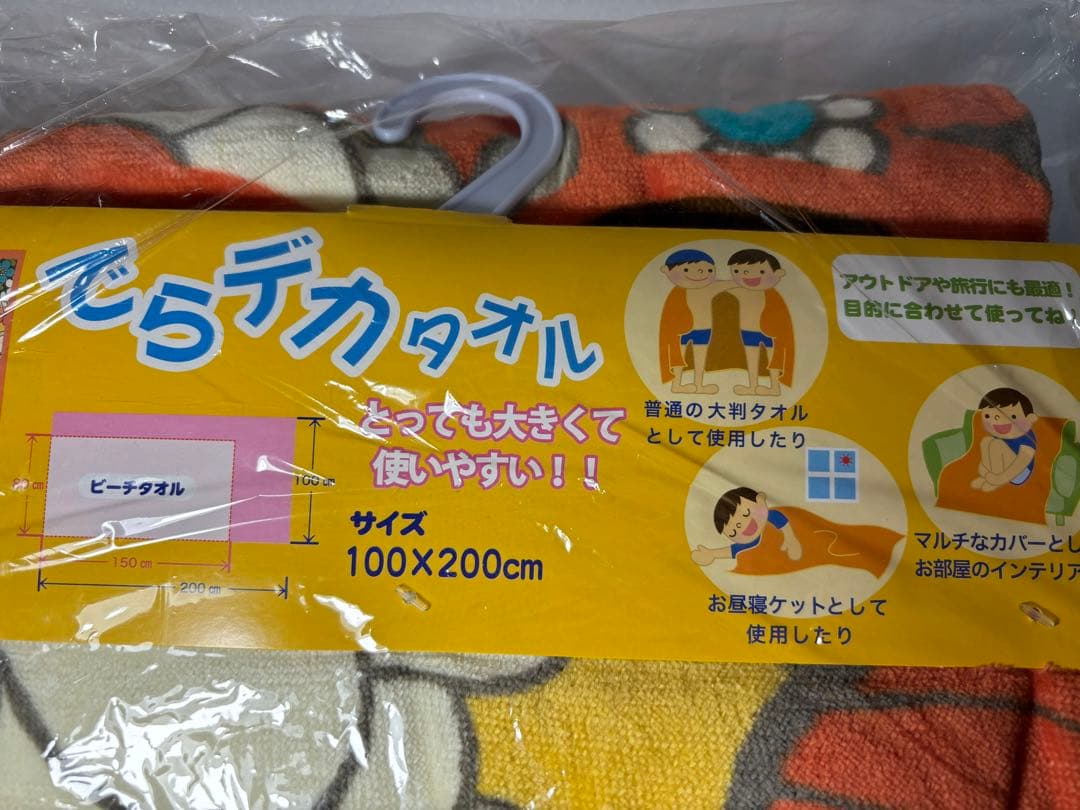 でらデカタオル
アウトドアや旅行にも最適！
目的に合わせて使ってね
普通の大判タオル
として使用したり
とっても大きくて
使いやすい！！
ビーチタオル
80cm
100cm
150cm
200cm
サイズ
100×200cm
マルチなカバーとし
お部屋のインテリア
お昼寝ケットとして
使用したり